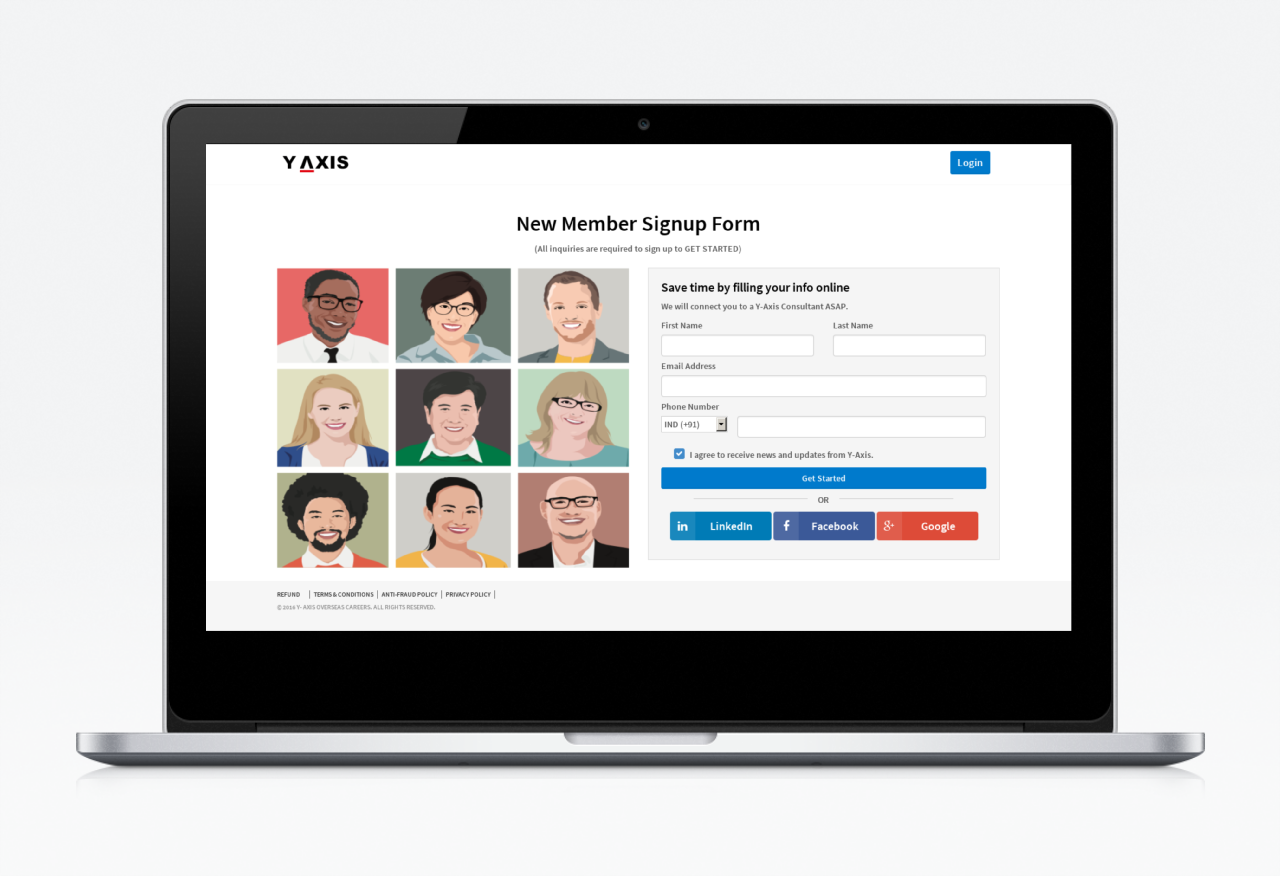 Y AXIS
Login
New Member Signup Form
(All inquiries are required to sign up to GET STARTED)
Save time by filling your info online
We will connect you to a Y-Axis Consultant ASAP.
First Name Last Name
Email Address
Phone Number
IND (+91)
I agree to receive news and updates from Y-Axis.
Get Started
OR
in LinkedIn f Facebook g+ Google
REFUND | TERMS & CONDITIONS | ANTI-FRAUD POLICY | PRIVACY POLICY |
© 2016 Y- AXIS OVERSEAS CAREERS. ALL RIGHTS RESERVED.